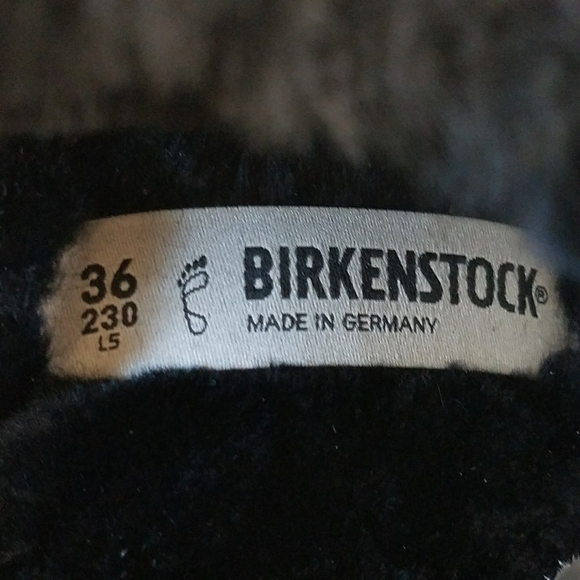 36
230
L5
BIRKENSTOCK®
MADE IN GERMANY